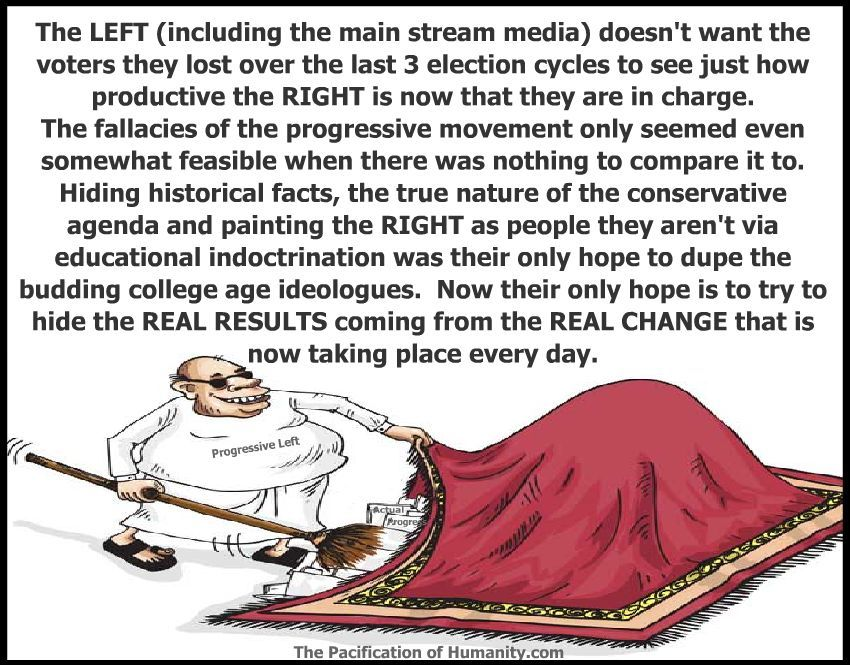 The LEFT (including the main stream media) doesn't want the
voters they lost over the last 3 election cycles to see just how
productive the RIGHT is now that they are in charge.
The fallacies of the progressive movement only seemed even
somewhat feasible when there was nothing to compare it to.
Hiding historical facts, the true nature of the conservative
agenda and painting the RIGHT as people they aren't via
educational indoctrination was their only hope to dupe the
budding college age ideologues.  Now their only hope is to try to
hide the REAL RESULTS coming from the REAL CHANGE that is
now taking place every day.
Progressive Left
Actual
Progre
The Pacification of Humanity.com